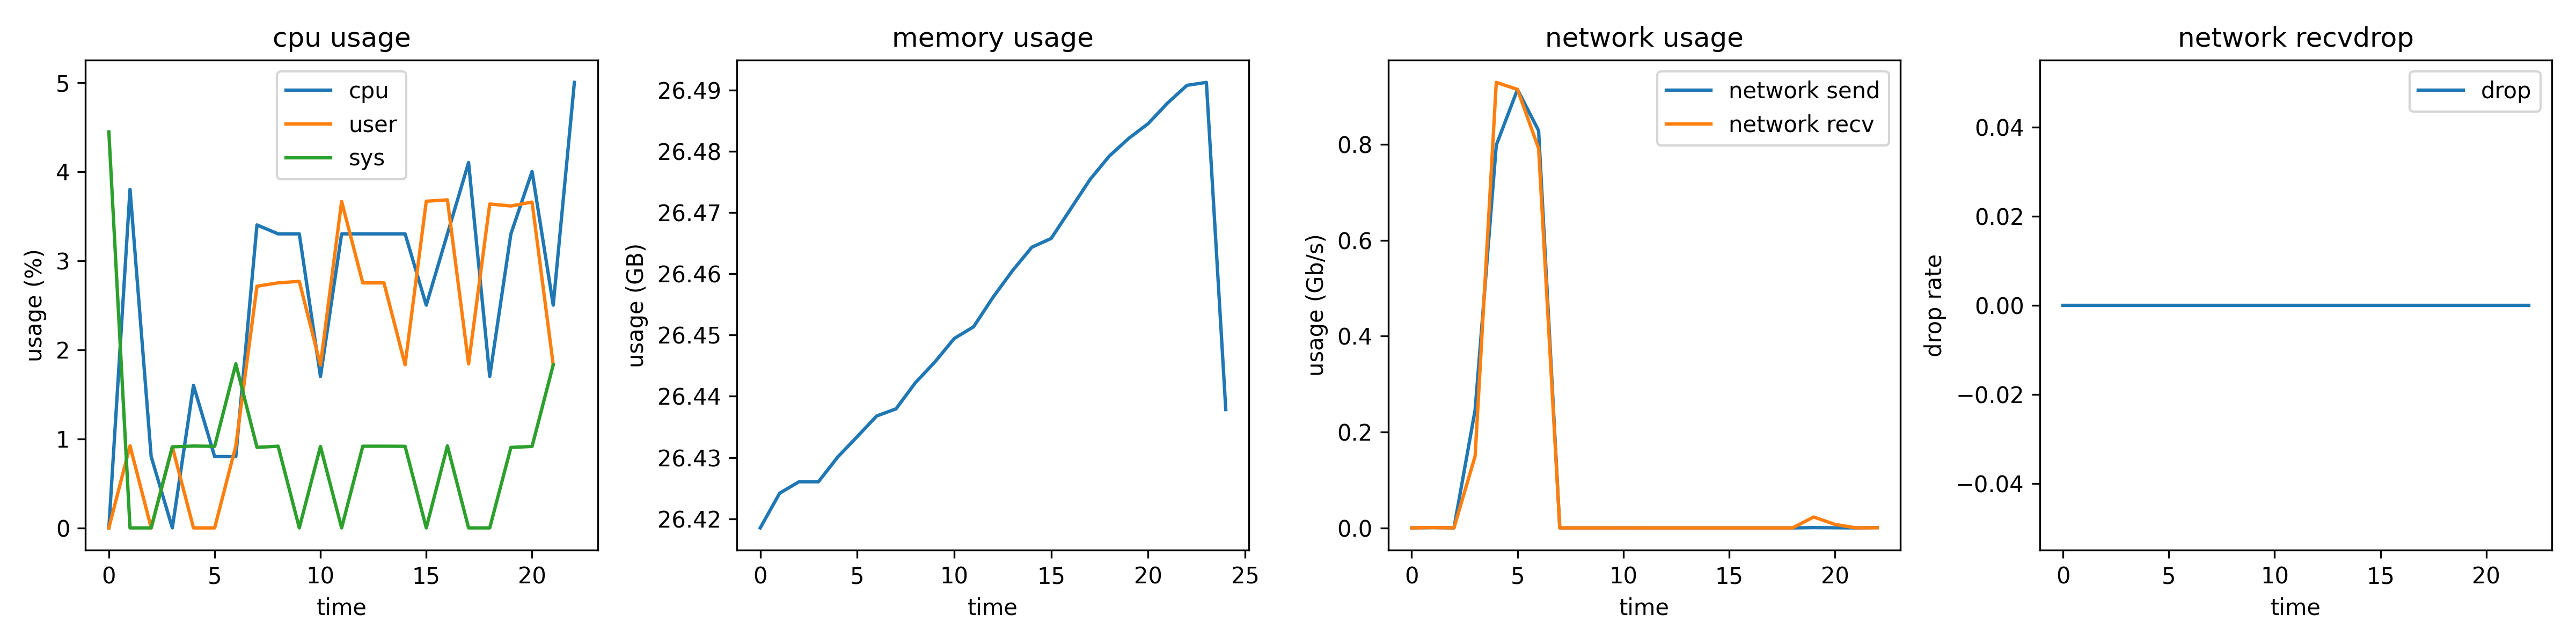 cpu usage
usage (%)
5
4
3
2
1
0
cpu
user
sys
0 5 10 15 20
time
memory usage
usage (GB)
26.49
26.48
26.47
26.46
26.45
26.44
26.43
26.42
0 5 10 15 20 25
time
network usage
usage (Gb/s)
0.8
0.6
0.4
0.2
0.0
network send
network recv
0 5 10 15 20
time
network recvdrop
drop rate
0.04
0.02
0.00
−0.02
−0.04
drop
0 5 10 15 20
time